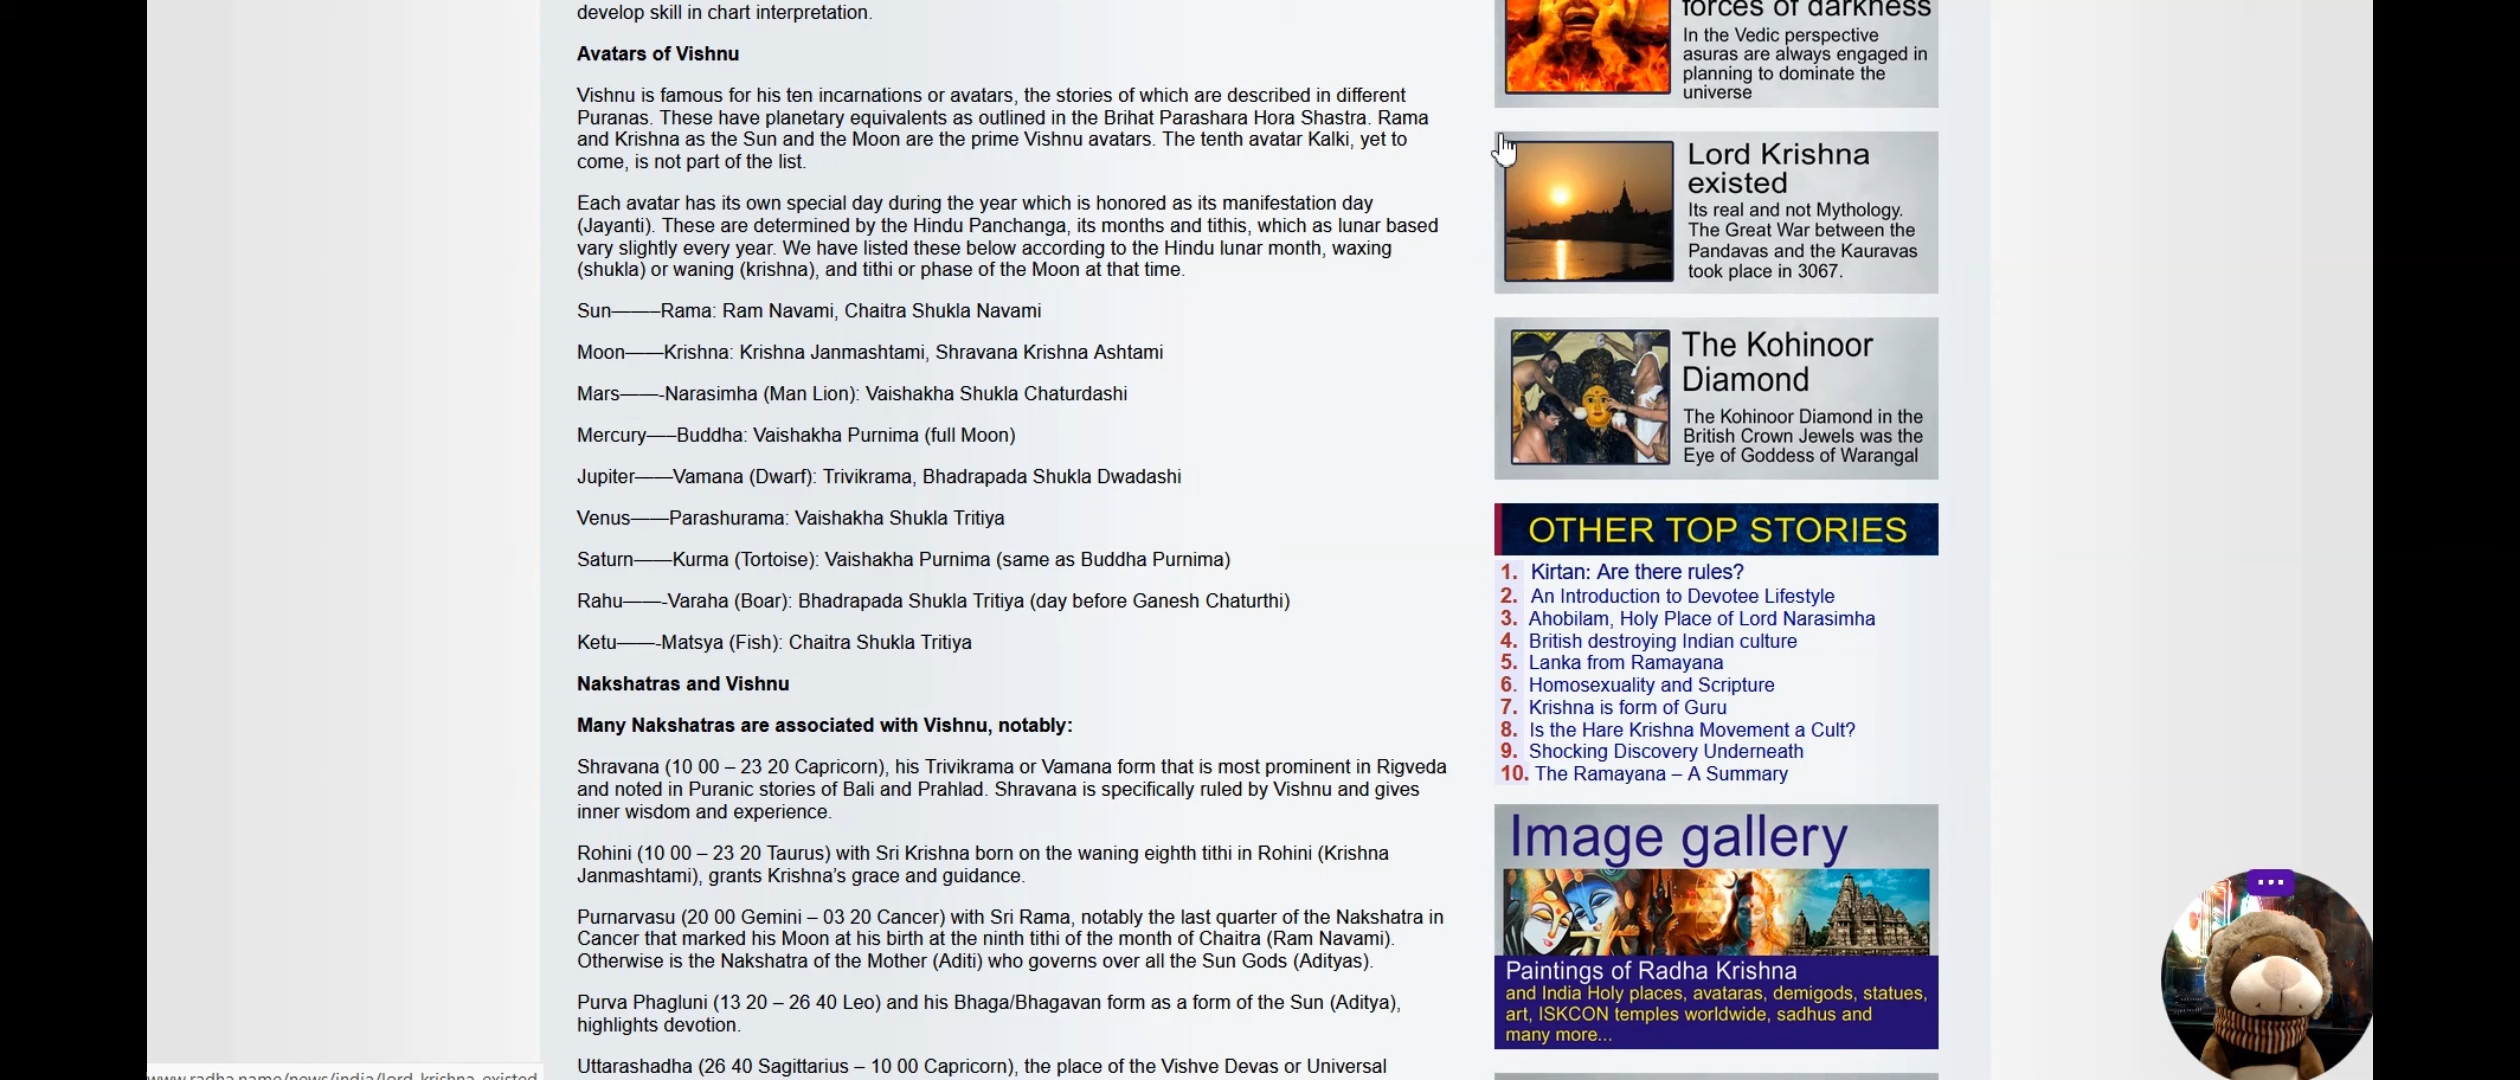 develop skill in chart interpretation.
Avatars of Vishnu
Vishnu is famous for his ten incarnations or avatars, the stories of which are described in different
Puranas. These have planetary equivalents as outlined in the Brihat Parashara Hora Shastra. Rama
and Krishna as the Sun and the Moon are the prime Vishnu avatars. The tenth avatar Kalki, yet to
come, is not part of the list.
Each avatar has its own special day during the year which is honored as its manifestation day
(Jayanti). These are determined by the Hindu Panchanga, its months and tithis, which as lunar based
vary slightly every year. We have listed these below according to the Hindu lunar month, waxing
(shukla) or waning (krishna), and tithi or phase of the Moon at that time.
Sun——–Rama: Ram Navami, Chaitra Shukla Navami
Moon——Krishna: Krishna Janmashtami, Shravana Krishna Ashtami
Mars——-Narasimha (Man Lion): Vaishakha Shukla Chaturdashi
Mercury—–Buddha: Vaishakha Purnima (full Moon)
Jupiter——Vamana (Dwarf): Trivikrama, Bhadrapada Shukla Dwadashi
Venus——Parashurama: Vaishakha Shukla Tritiya
Saturn——Kurma (Tortoise): Vaishakha Purnima (same as Buddha Purnima)
Rahu——-Varaha (Boar): Bhadrapada Shukla Tritiya (day before Ganesh Chaturthi)
Ketu——-Matsya (Fish): Chaitra Shukla Tritiya
Nakshatras and Vishnu
Many Nakshatras are associated with Vishnu, notably:
Shravana (10 00 – 23 20 Capricorn), his Trivikrama or Vamana form that is most prominent in Rigveda
and noted in Puranic stories of Bali and Prahlad. Shravana is specifically ruled by Vishnu and gives
inner wisdom and experience.
Rohini (10 00 – 23 20 Taurus) with Sri Krishna born on the waning eighth tithi in Rohini (Krishna
Janmashtami), grants Krishna’s grace and guidance.
Purnarvasu (20 00 Gemini – 03 20 Cancer) with Sri Rama, notably the last quarter of the Nakshatra in
Cancer that marked his Moon at his birth at the ninth tithi of the month of Chaitra (Ram Navami).
Otherwise is the Nakshatra of the Mother (Aditi) who governs over all the Sun Gods (Adityas).
Purva Phagluni (13 20 – 26 40 Leo) and his Bhaga/Bhagavan form as a form of the Sun (Aditya),
highlights devotion.
Uttarashadha (26 40 Sagittarius – 10 00 Capricorn), the place of the Vishve Devas or Universal
www.radha.name/news/india/lord-krishna-existed
forces of darkness
In the Vedic perspective
asuras are always engaged in
planning to dominate the
universe
Lord Krishna
existed
Its real and not Mythology.
The Great War between the
Pandavas and the Kauravas
took place in 3067.
The Kohinoor
Diamond
The Kohinoor Diamond in the
British Crown Jewels was the
Eye of Goddess of Warangal
OTHER TOP STORIES
1. Kirtan: Are there rules?
2. An Introduction to Devotee Lifestyle
3. Ahobilam, Holy Place of Lord Narasimha
4. British destroying Indian culture
5. Lanka from Ramayana
6. Homosexuality and Scripture
7. Krishna is form of Guru
8. Is the Hare Krishna Movement a Cult?
9. Shocking Discovery Underneath
10. The Ramayana – A Summary
Image gallery
Paintings of Radha Krishna
and India Holy places, avataras, demigods, statues,
art, ISKCON temples worldwide, sadhus and
many more...